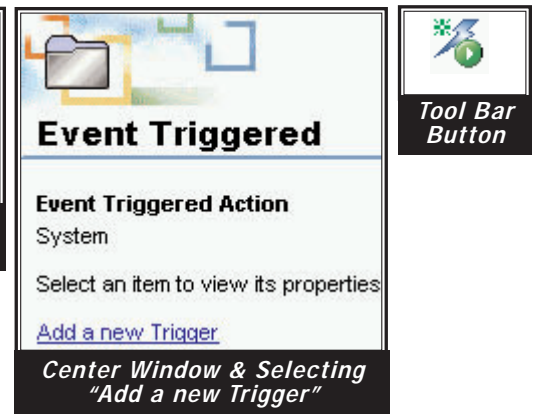 Event Triggered
Event Triggered Action
System
Select an item to view its properties
Add a new Trigger
Center Window & Selecting
"Add a new Trigger"
Tool Bar
Button